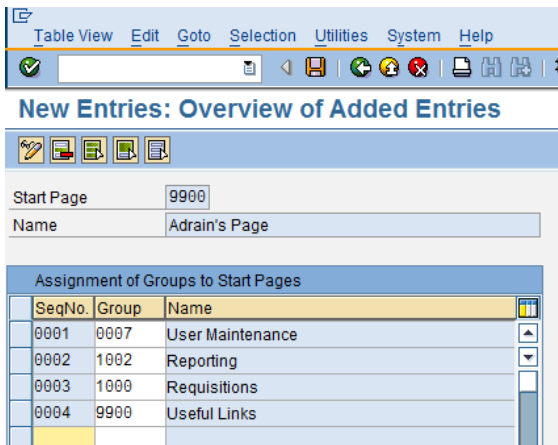 Table View Edit Goto Selection Utilities System Help
New Entries: Overview of Added Entries
Start Page 9900
Name Adrain's Page
Assignment of Groups to Start Pages
SeqNo. Group Name
0001 0007 User Maintenance
0002 1002 Reporting
0003 1000 Requisitions
0004 9900 Useful Links